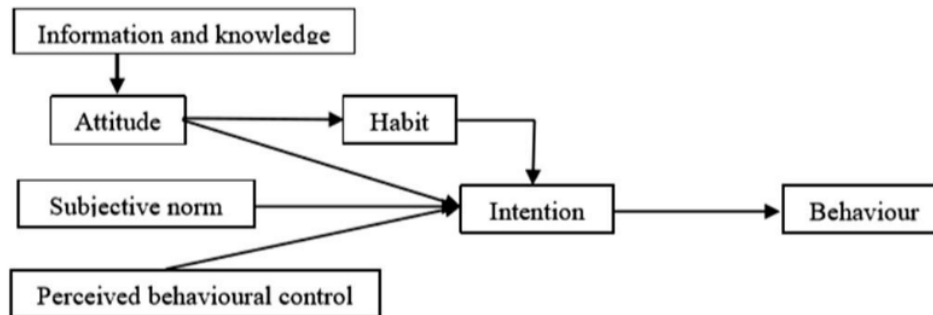 Information and knowledge
Attitude
Habit
Subjective norm
Intention
Behaviour
Perceived behavioural control